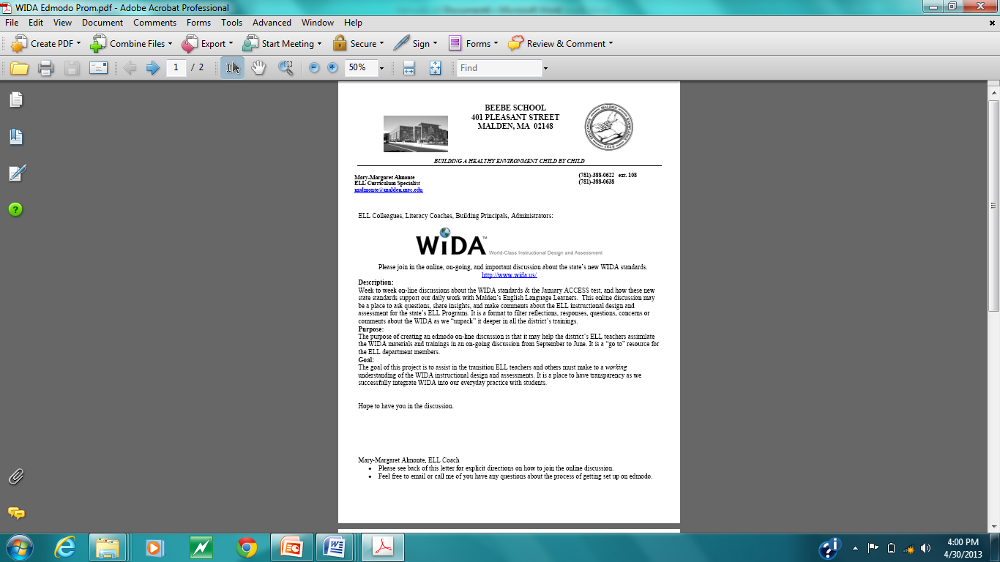 WIDA Edmodo Prom.pdf - Adobe Acrobat Professional
File Edit View Document Comments Forms Tools Advanced Window Help
Create PDF Combine Files Export Start Meeting Secure Sign Forms Review & Comment
1 / 2 50% Find
BEEBE SCHOOL
401 PLEASANT STREET
MALDEN, MA 02148
BUILDING A HEALTHY ENVIRONMENT CHILD BY CHILD
Mary-Margaret Almonte
ELL Curriculum Specialist
malmonte@malden.mec.edu
(781)-388-0622 ext. 108
(781)-388-0638
ELL Colleagues, Literacy Coaches, Building Principals, Administrators:
WiDA™ World-Class Instructional Design and Assessment
Please join in the online, on-going, and important discussion about the state's new WIDA standards.
http://www.wida.us/
Description:
Week to week on-line discussions about the WIDA standards & the January ACCESS test, and how these new
state standards support our daily work with Malden's English Language Learners. This online discussion may
be a place to ask questions, share insights, and make comments about the ELL instructional design and
assessment for the state's ELL Programs. It is a format to filter reflections, responses, questions, concerns or
comments about the WIDA as we “unpack” it deeper in all the district's trainings.
Purpose:
The purpose of creating an edmodo on-line discussion is that it may help the district's ELL teachers assimilate
the WIDA materials and trainings in an on-going discussion from September to June. It is a “go to” resource for
the ELL department members.
Goal:
The goal of this project is to assist in the transition ELL teachers and others must make to a working
understanding of the WIDA instructional design and assessments. It is a place to have transparency as we
successfully integrate WIDA into our everyday practice with students.
Hope to have you in the discussion.
Mary-Margaret Almonte, ELL Coach
• Please see back of this letter for explicit directions on how to join the online discussion.
• Feel free to email or call me of you have any questions about the process of getting set up on edmodo.
4:00 PM
4/30/2013